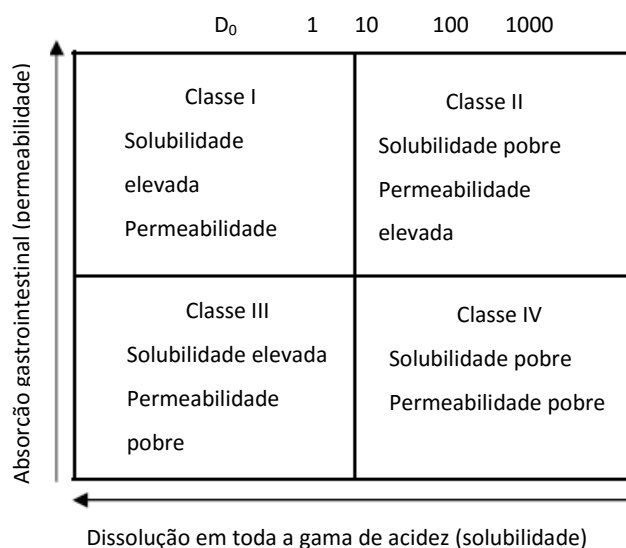 D₀ 1 10 100 1000
Absorcão gastrointestinal (permeabilidade)
Classe I
Solubilidade
elevada
Permeabilidade
Classe II
Solubilidade pobre
Permeabilidade
elevada
Classe III
Solubilidade elevada
Permeabilidade
pobre
Classe IV
Solubilidade pobre
Permeabilidade pobre
Dissolução em toda a gama de acidez (solubilidade)